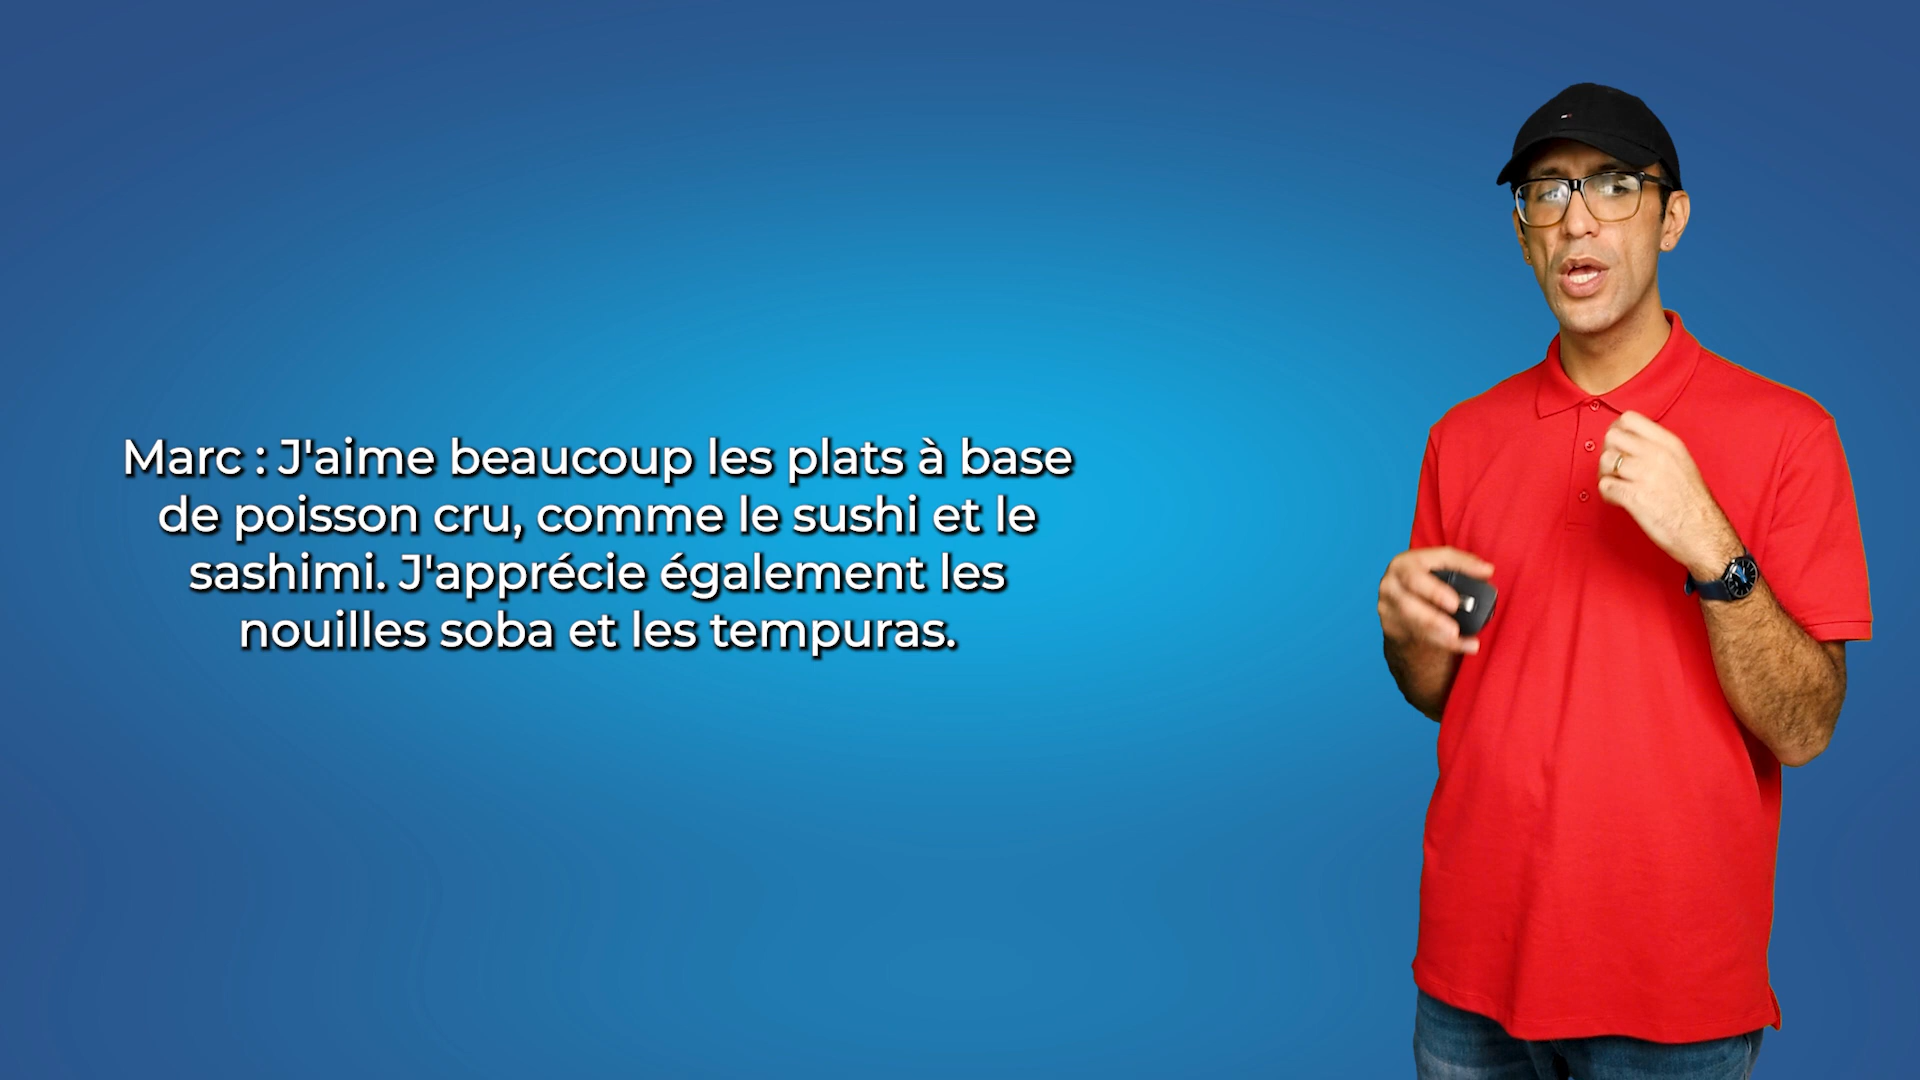 Marc : J'aime beaucoup les plats à base
de poisson cru, comme le sushi et le
sashimi. J'apprécie également les
nouilles soba et les tempuras.